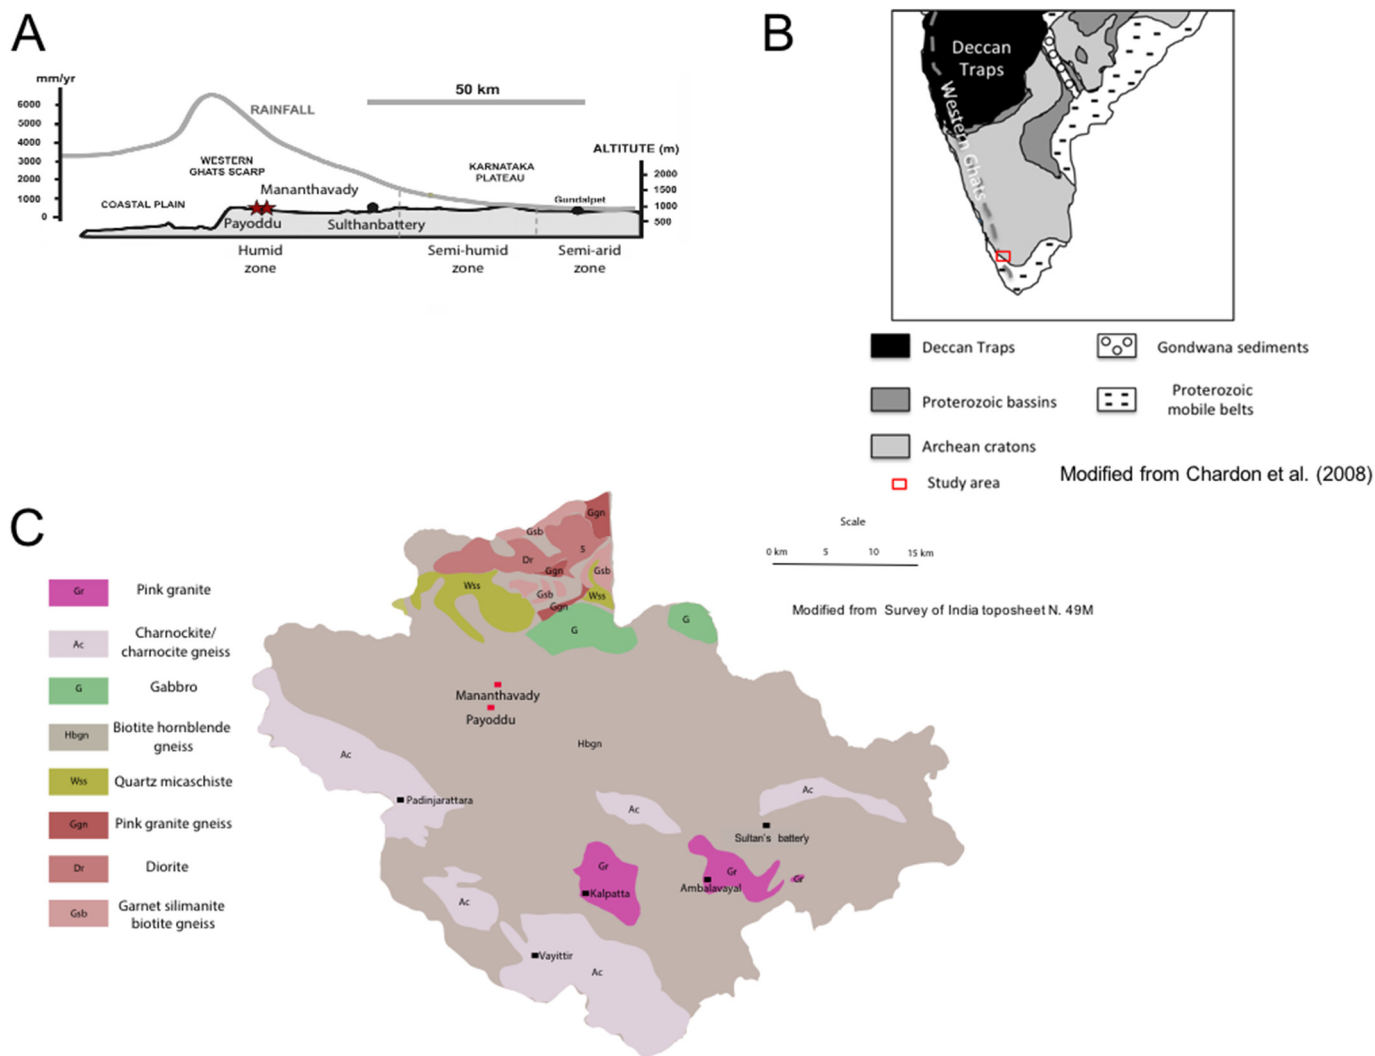 A
mm/yr
6000
5000
4000
3000
2000
1000
0
RAINFALL
50 km
WESTERN
GHATS SCARP
COASTAL PLAIN
Mananthavady
Payoddu
Sulthanbattery
KARNATAKA
PLATEAU
Gundalpet
ALTITUTE (m)
2000
1500
1000
500
Humid
zone
Semi-humid
zone
Semi-arid
zone
B
Deccan
Traps
Western Ghats
Deccan Traps
Gondwana sediments
Proterozoic bassins
Proterozoic
mobile belts
Archean cratons
Study area
Modified from Chardon et al. (2008)
C
Gr
Pink granite
Ac
Charnockite/
charnocite gneiss
G
Gabbro
Hbgn
Biotite hornblende
gneiss
Wss
Quartz micaschiste
Ggn
Pink granite gneiss
Dr
Diorite
Gsb
Garnet silimanite
biotite gneiss
Scale
0 km 5 10 15 km
Modified from Survey of India toposheet N. 49M
Ggn
Gsb
S
Dr
Ggn
Gsb
Wss
Gsb
Wss
Ggn
G
G
Mananthavady
Payoddu
Hbgn
Ac
Padinjarattara
Ac
Ac
Sultan's battery
Gr
Kalpatta
Gr
Ambalavayal
Gr
Ac
Vayittir
Ac